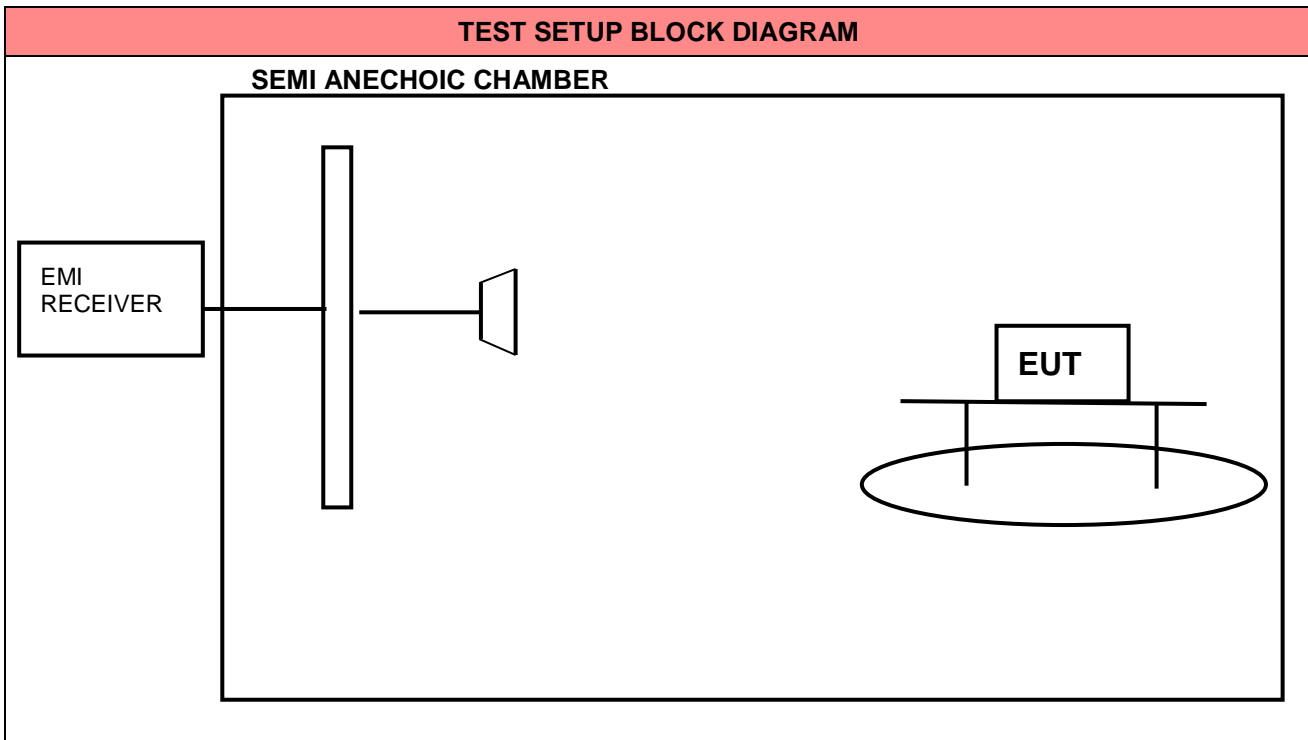 TEST SETUP BLOCK DIAGRAM
SEMI ANECHOIC CHAMBER
EMI
RECEIVER
EUT